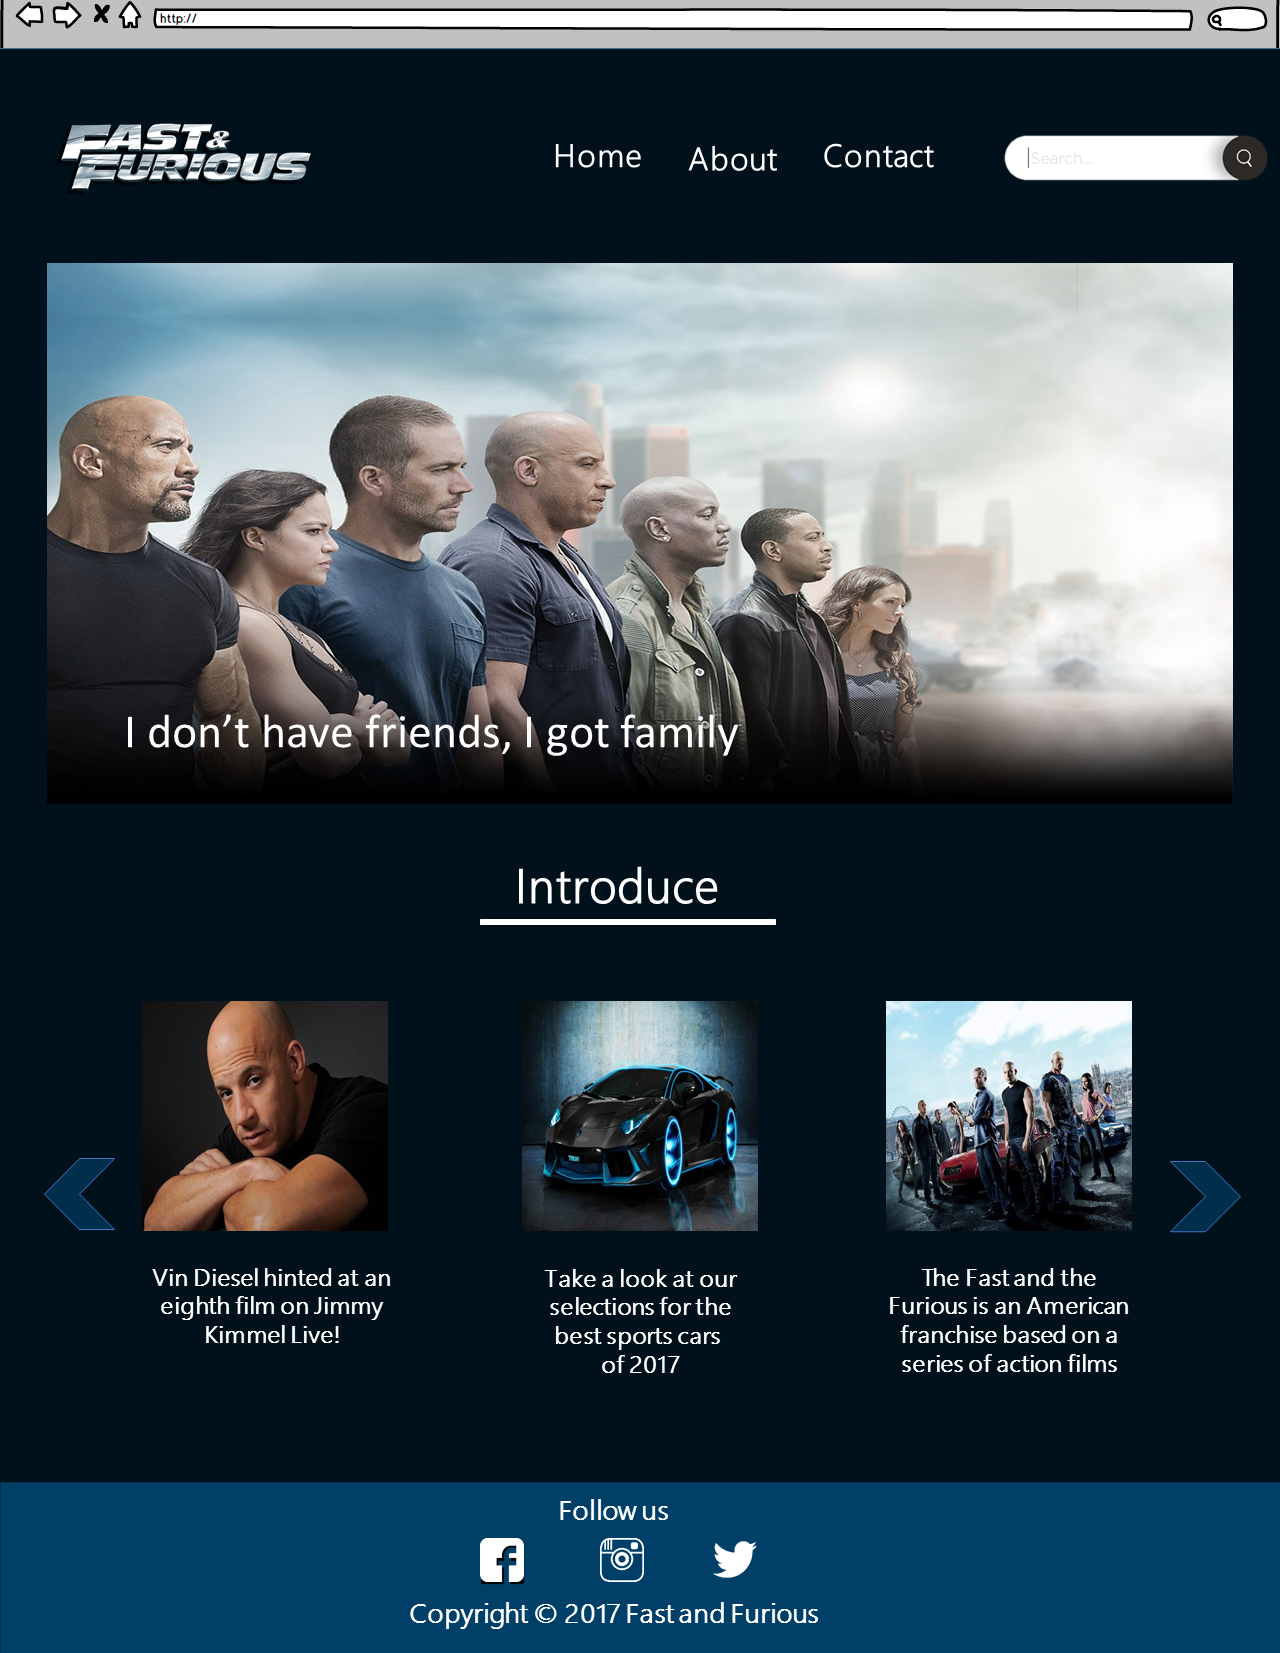 http://
FAST &
FURIOUS
Home About Contact
Search...
I don't have friends, I got family
Introduce
Vin Diesel hinted at an
eighth film on Jimmy
Kimmel Live!
Take a look at our
selections for the
best sports cars
of 2017
The Fast and the
Furious is an American
franchise based on a
series of action films
Follow us
Copyright © 2017 Fast and Furious